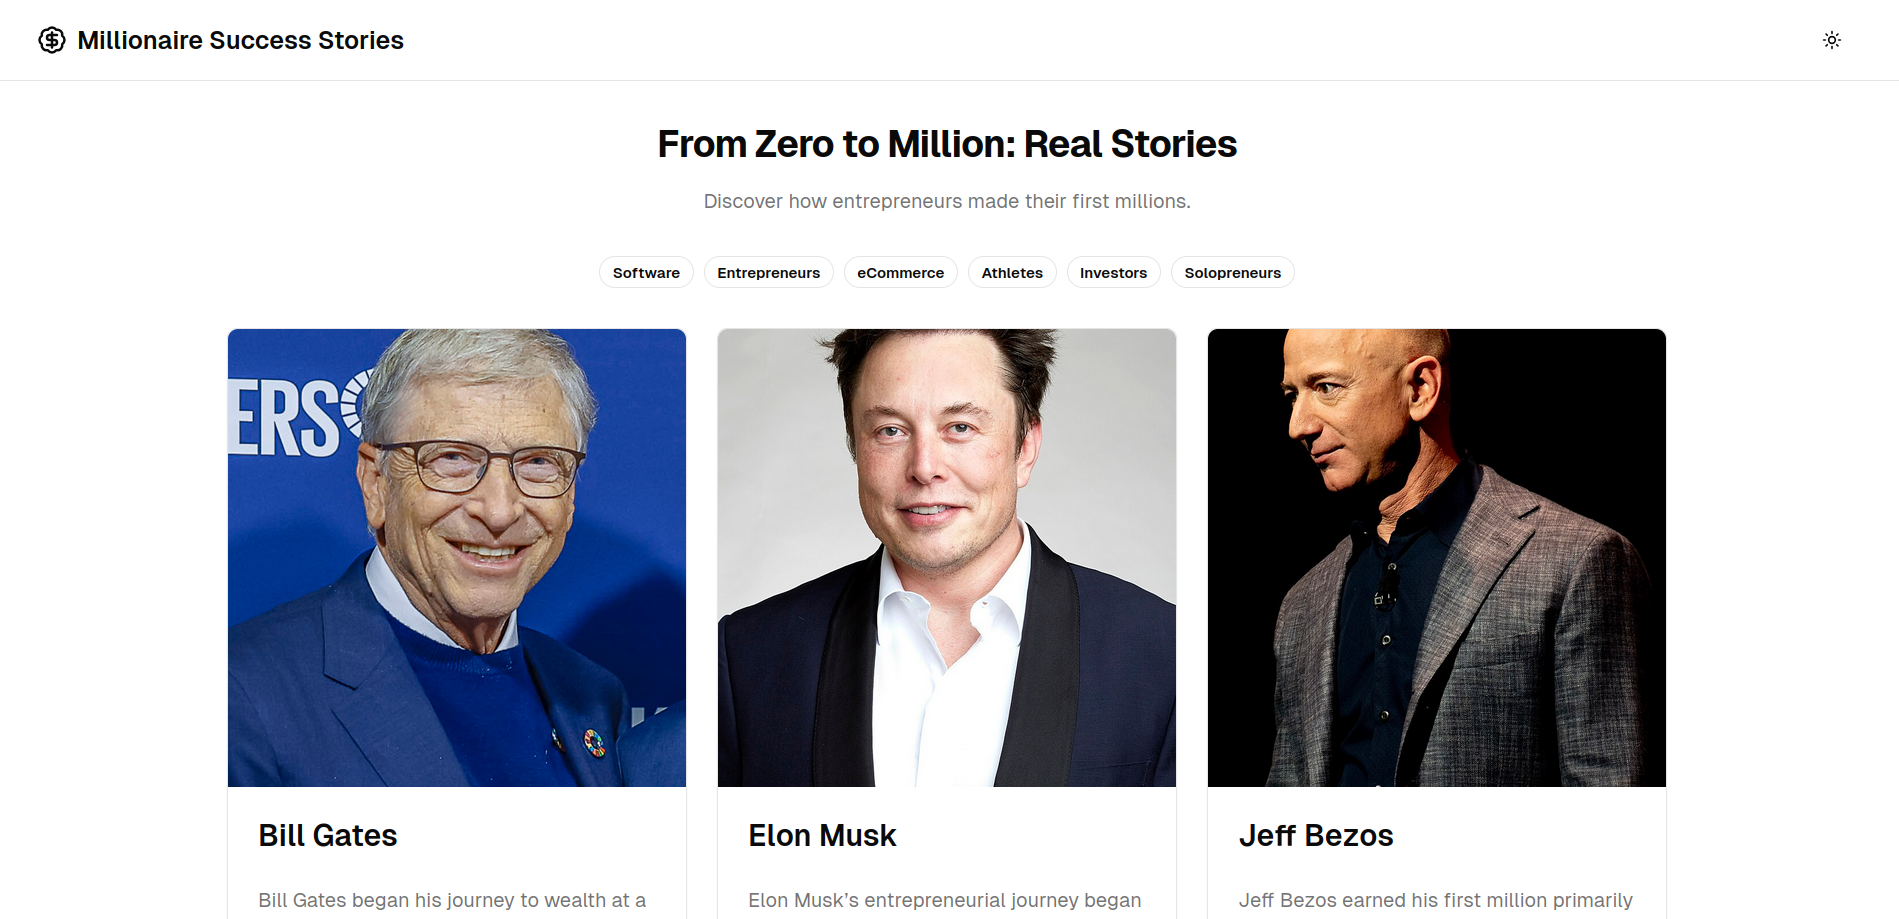 Millionaire Success Stories
From Zero to Million: Real Stories
Discover how entrepreneurs made their first millions.
Software
Entrepreneurs
eCommerce
Athletes
Investors
Solopreneurs
ERS
Bill Gates
Bill Gates began his journey to wealth at a
Elon Musk
Elon Musk’s entrepreneurial journey began
Jeff Bezos
Jeff Bezos earned his first million primarily